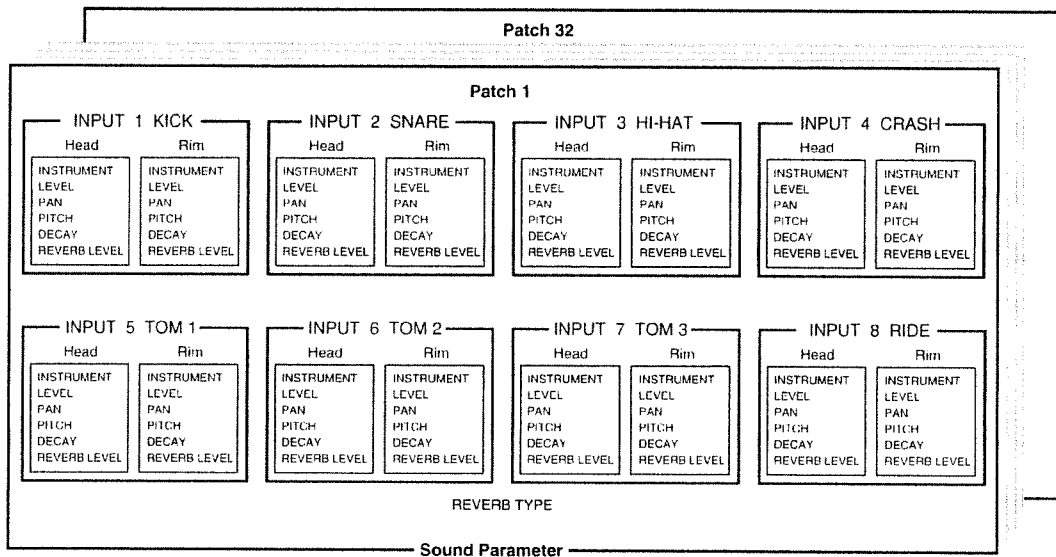 Patch 32
Patch 1
INPUT 1 KICK
Head Rim
INSTRUMENT INSTRUMENT
LEVEL LEVEL
PAN PAN
PITCH PITCH
DECAY DECAY
REVERB LEVEL REVERB LEVEL
INPUT 2 SNARE
Head Rim
INSTRUMENT INSTRUMENT
LEVEL LEVEL
PAN PAN
PITCH PITCH
DECAY DECAY
REVERB LEVEL REVERB LEVEL
INPUT 3 HI-HAT
Head Rim
INSTRUMENT INSTRUMENT
LEVEL LEVEL
PAN PAN
PITCH PITCH
DECAY DECAY
REVERB LEVEL REVERB LEVEL
INPUT 4 CRASH
Head Rim
INSTRUMENT INSTRUMENT
LEVEL LEVEL
PAN PAN
PITCH PITCH
DECAY DECAY
REVERB LEVEL REVERB LEVEL
INPUT 5 TOM 1
Head Rim
INSTRUMENT INSTRUMENT
LEVEL LEVEL
PAN PAN
PITCH PITCH
DECAY DECAY
REVERB LEVEL REVERB LEVEL
INPUT 6 TOM 2
Head Rim
INSTRUMENT INSTRUMENT
LEVEL LEVEL
PAN PAN
PITCH PITCH
DECAY DECAY
REVERB LEVEL REVERB LEVEL
INPUT 7 TOM 3
Head Rim
INSTRUMENT INSTRUMENT
LEVEL LEVEL
PAN PAN
PITCH PITCH
DECAY DECAY
REVERB LEVEL REVERB LEVEL
INPUT 8 RIDE
Head Rim
INSTRUMENT INSTRUMENT
LEVEL LEVEL
PAN PAN
PITCH PITCH
DECAY DECAY
REVERB LEVEL REVERB LEVEL
REVERB TYPE
Sound Parameter